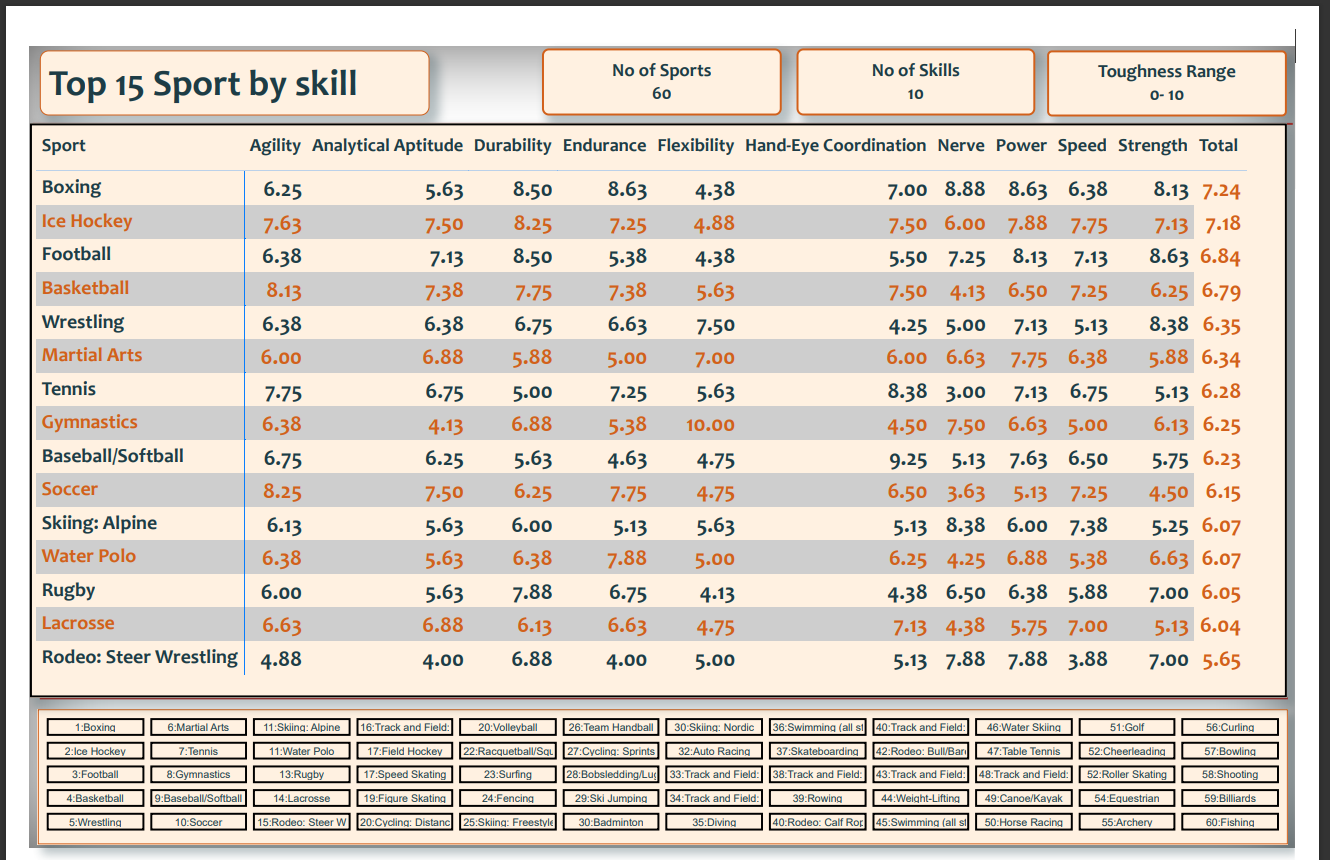 Top 15 Sport by skill
No of Sports
60
No of Skills
10
Toughness Range
0- 10
Sport Agility Analytical Aptitude Durability Endurance Flexibility Hand-Eye Coordination Nerve Power Speed Strength Total
Boxing 6.25 5.63 8.50 8.63 4.38 7.00 8.88 8.63 6.38 8.13 7.24
Ice Hockey 7.63 7.50 8.25 7.25 4.88 7.50 6.00 7.88 7.75 7.13 7.18
Football 6.38 7.13 8.50 5.38 4.38 5.50 7.25 8.13 7.13 8.63 6.84
Basketball 8.13 7.38 7.75 7.38 5.63 7.50 4.13 6.50 7.25 6.25 6.79
Wrestling 6.38 6.38 6.75 6.63 7.50 4.25 5.00 7.13 5.13 8.38 6.35
Martial Arts 6.00 6.88 5.88 5.00 7.00 6.00 6.63 7.75 6.38 5.88 6.34
Tennis 7.75 6.75 5.00 7.25 5.63 8.38 3.00 7.13 6.75 5.13 6.28
Gymnastics 6.38 4.13 6.88 5.38 10.00 4.50 7.50 6.63 5.00 6.13 6.25
Baseball/Softball 6.75 6.25 5.63 4.63 4.75 9.25 5.13 7.63 6.50 5.75 6.23
Soccer 8.25 7.50 6.25 7.75 4.75 6.50 3.63 5.13 7.25 4.50 6.15
Skiing: Alpine 6.13 5.63 6.00 5.13 5.63 5.13 8.38 6.00 7.38 5.25 6.07
Water Polo 6.38 5.63 6.38 7.88 5.00 6.25 4.25 6.88 5.38 6.63 6.07
Rugby 6.00 5.63 7.88 6.75 4.13 4.38 6.50 6.38 5.88 7.00 6.05
Lacrosse 6.63 6.88 6.13 6.63 4.75 7.13 4.38 5.75 7.00 5.13 6.04
Rodeo: Steer Wrestling 4.88 4.00 6.88 4.00 5.00 5.13 7.88 7.88 3.88 7.00 5.65
1:Boxing 6:Martial Arts 11:Skiing: Alpine 16:Track and Field: 20:Volleyball 26:Team Handball 30:Skiing: Nordic 36:Swimming (all st 40:Track and Field: 46:Water Skiing 51:Golf 56:Curling
2:Ice Hockey 7:Tennis 11:Water Polo 17:Field Hockey 22:Racquetball/Squ 27:Cycling: Sprints 32:Auto Racing 37:Skateboarding 42:Rodeo: Bull/Bare 47:Table Tennis 52:Cheerleading 57:Bowling
3:Football 8:Gymnastics 13:Rugby 17:Speed Skating 23:Surfing 28:Bobsledding/Lug 33:Track and Field: 38:Track and Field: 43:Track and Field: 48:Track and Field: 52:Roller Skating 58:Shooting
4:Basketball 9:Baseball/Softball 14:Lacrosse 19:Figure Skating 24:Fencing 29:Ski Jumping 34:Track and Field: 39:Rowing 44:Weight-Lifting 49:Canoe/Kayak 54:Equestrian 59:Billiards
5:Wrestling 10:Soccer 15:Rodeo: Steer W 20:Cycling: Distanc 25:Skiing: Freestyle 30:Badminton 35:Diving 40:Rodeo: Calf Rop 45:Swimming (all st 50:Horse Racing 55:Archery 60:Fishing